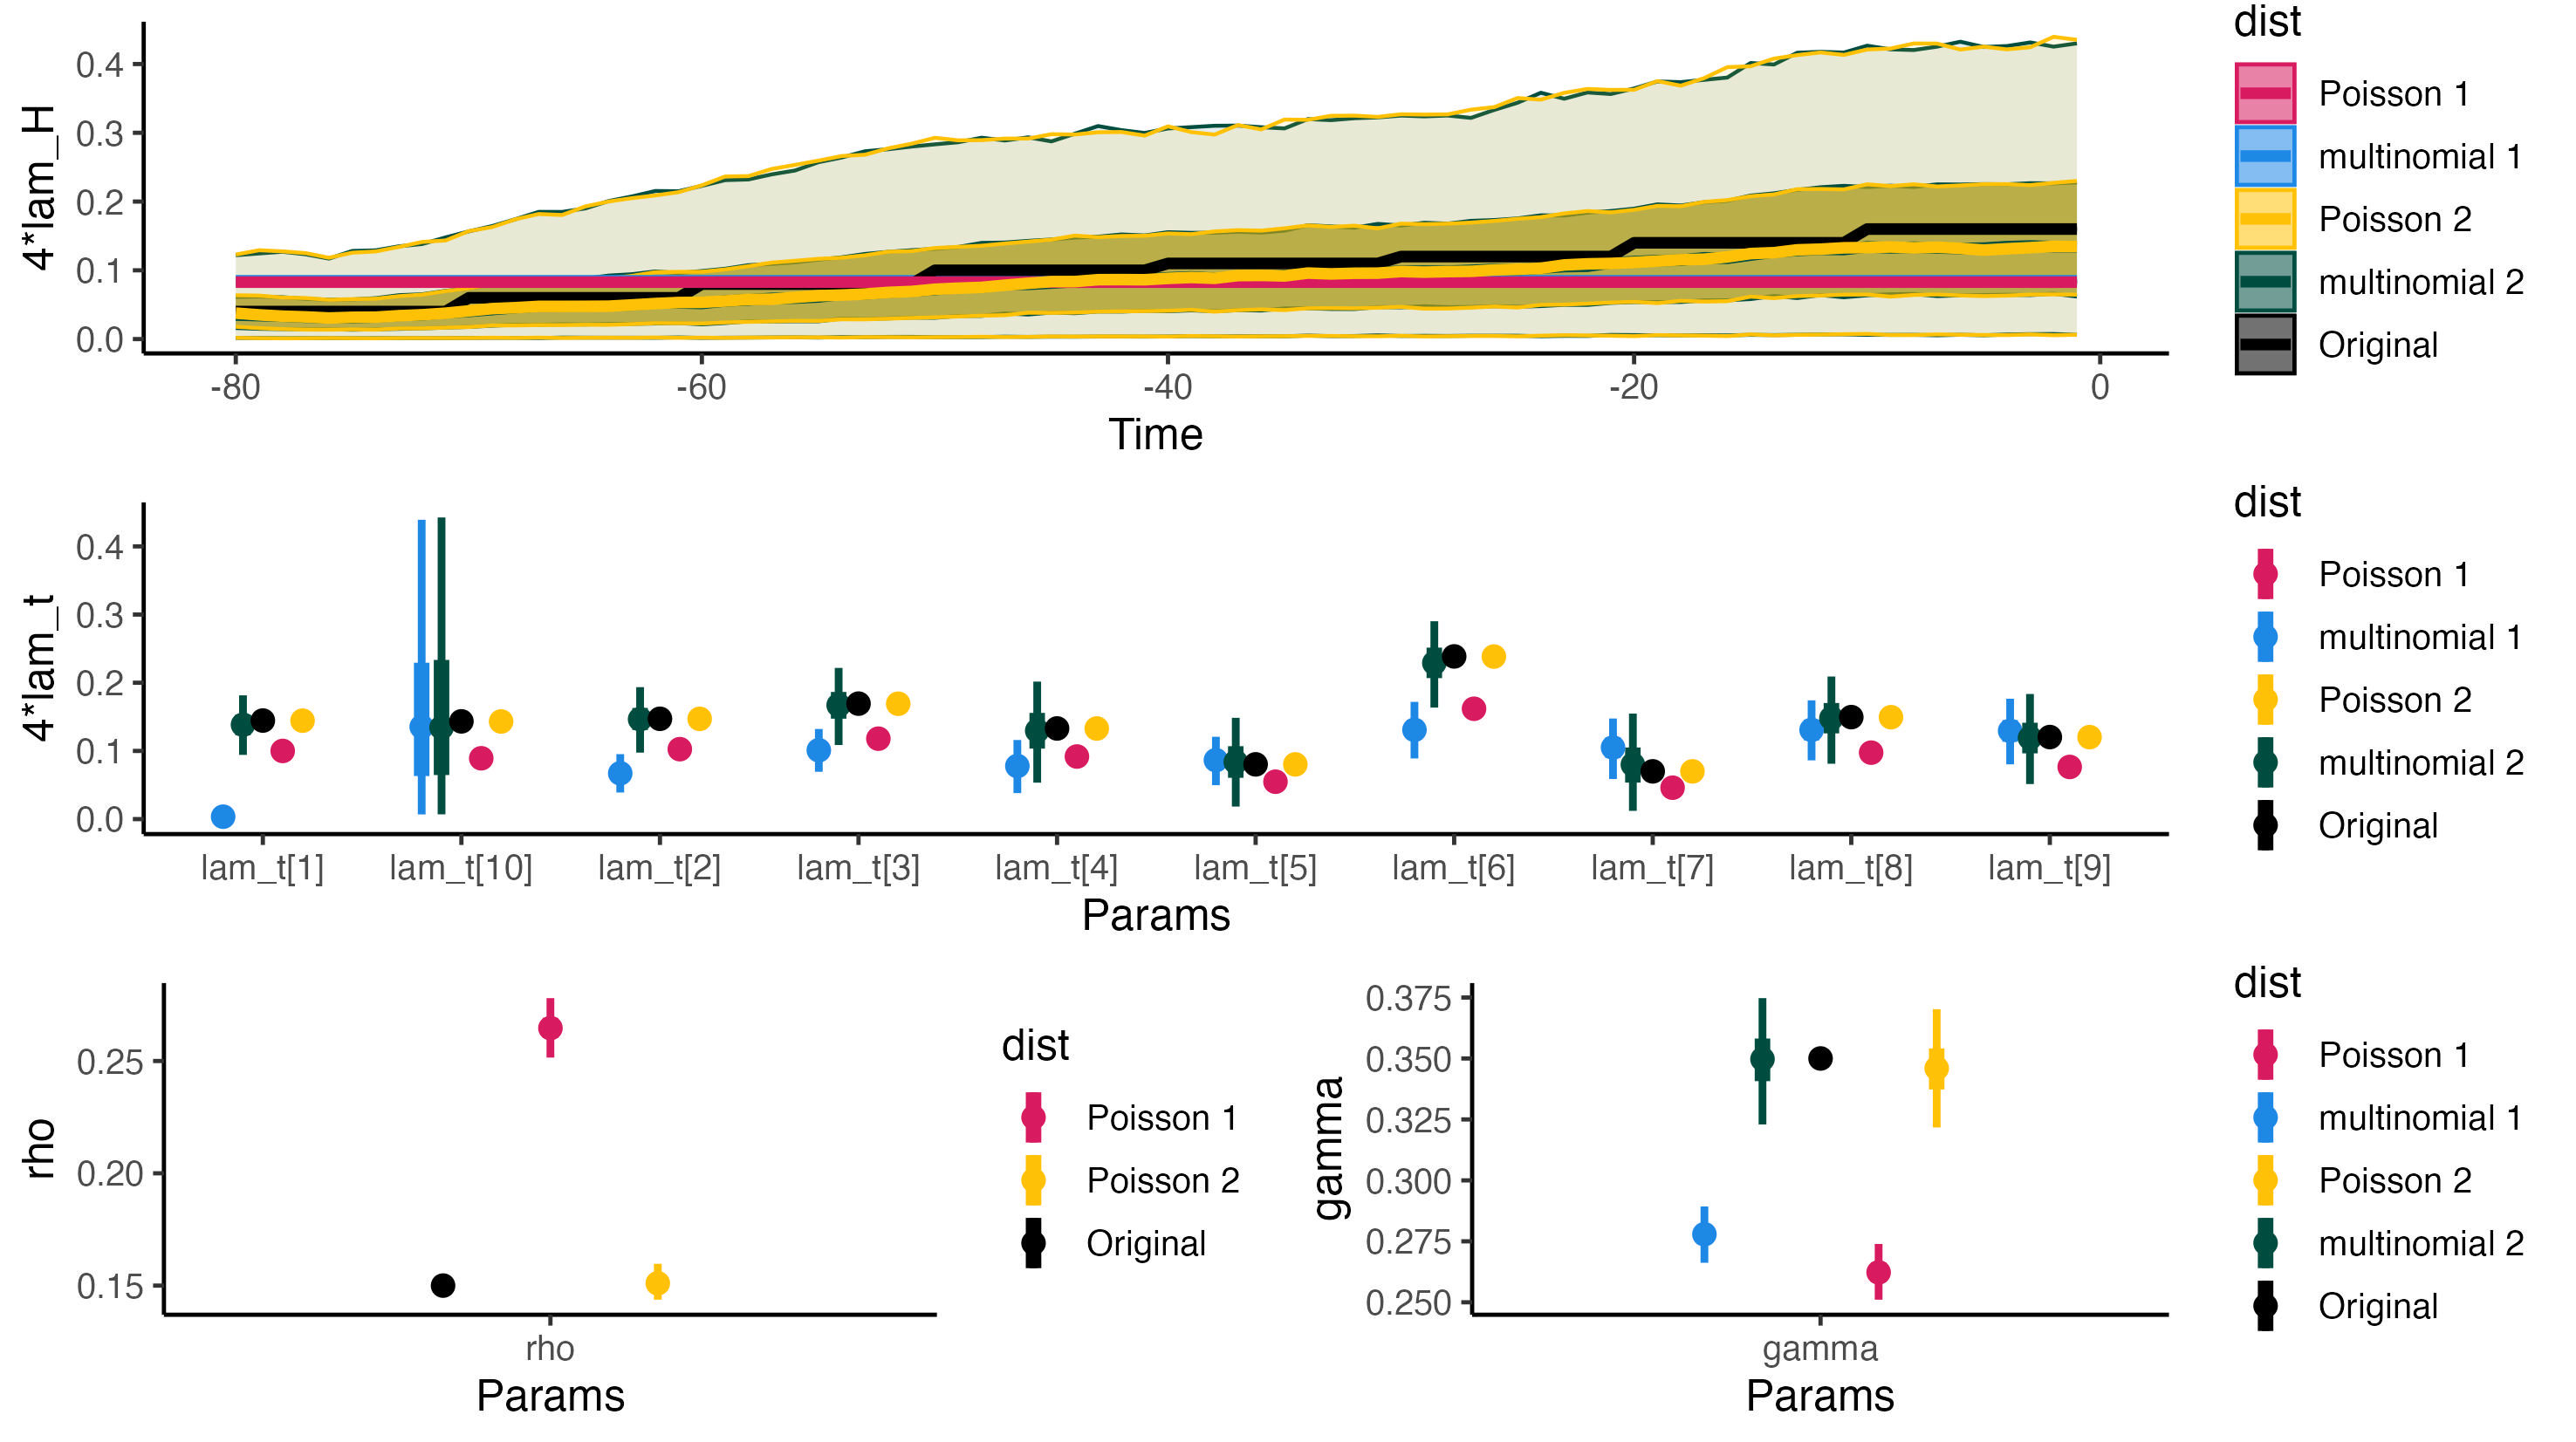 4*lam_H
0.4
0.3
0.2
0.1
0.0
-80 -60 -40 -20 0
Time
dist
Poisson 1
multinomial 1
Poisson 2
multinomial 2
Original
4*lam_t
0.4
0.3
0.2
0.1
0.0
lam_t[1] lam_t[10] lam_t[2] lam_t[3] lam_t[4] lam_t[5] lam_t[6] lam_t[7] lam_t[8] lam_t[9]
Params
dist
Poisson 1
multinomial 1
Poisson 2
multinomial 2
Original
rho
0.25
0.20
0.15
rho
Params
dist
Poisson 1
Poisson 2
Original
gamma
0.375
0.350
0.325
0.300
0.275
0.250
gamma
Params
dist
Poisson 1
multinomial 1
Poisson 2
multinomial 2
Original